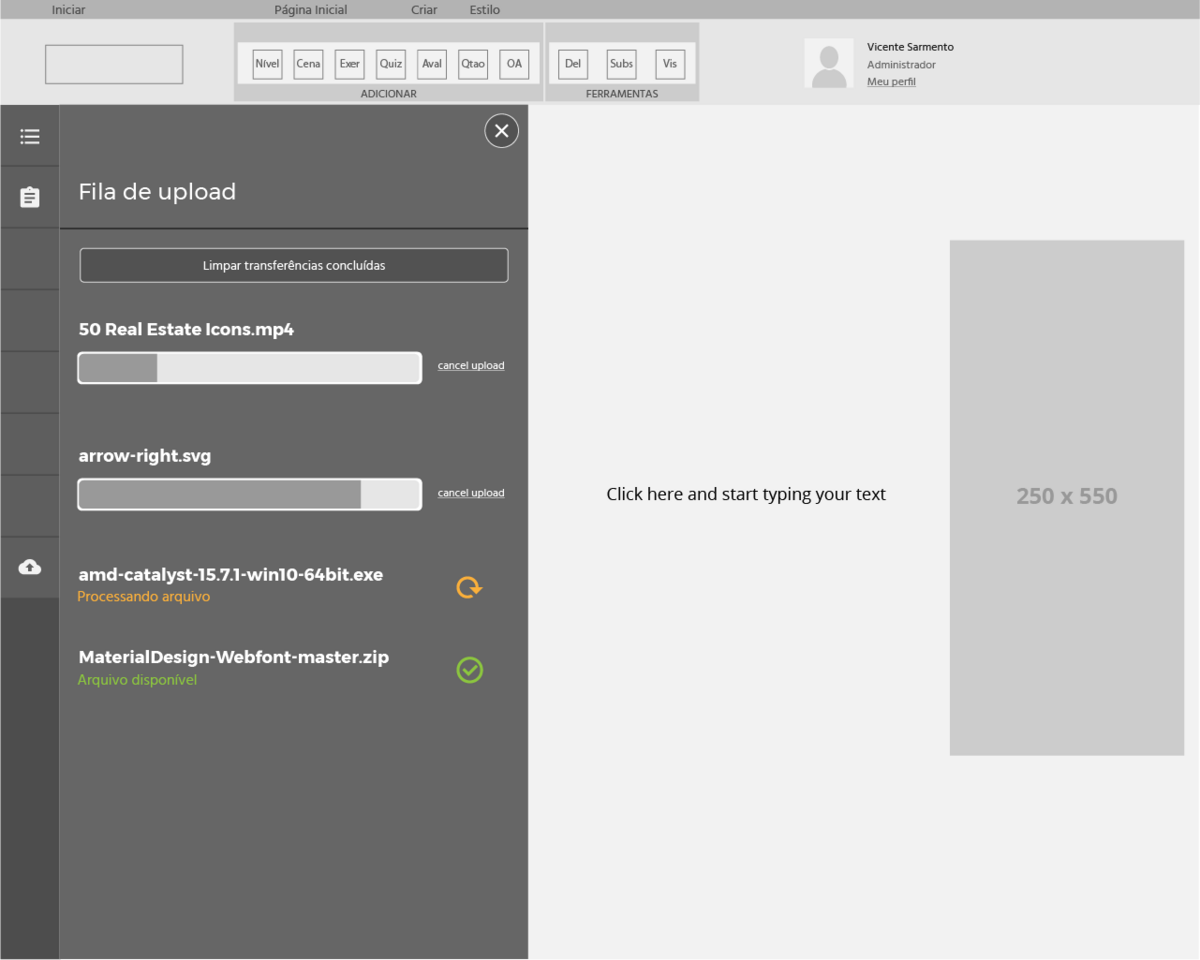 Iniciar
Página Inicial
Criar
Estilo
Nível
Cena
Exer
Quiz
Aval
Qtao
OA
ADICIONAR
Del
Subs
Vis
FERRAMENTAS
Vicente Sarmento
Administrador
Meu perfil
Fila de upload
Limpar transferências concluídas
50 Real Estate Icons.mp4
cancel upload
arrow-right.svg
cancel upload
amd-catalyst-15.7.1-win10-64bit.exe
Processando arquivo
MaterialDesign-Webfont-master.zip
Arquivo disponível
Click here and start typing your text
250 x 550